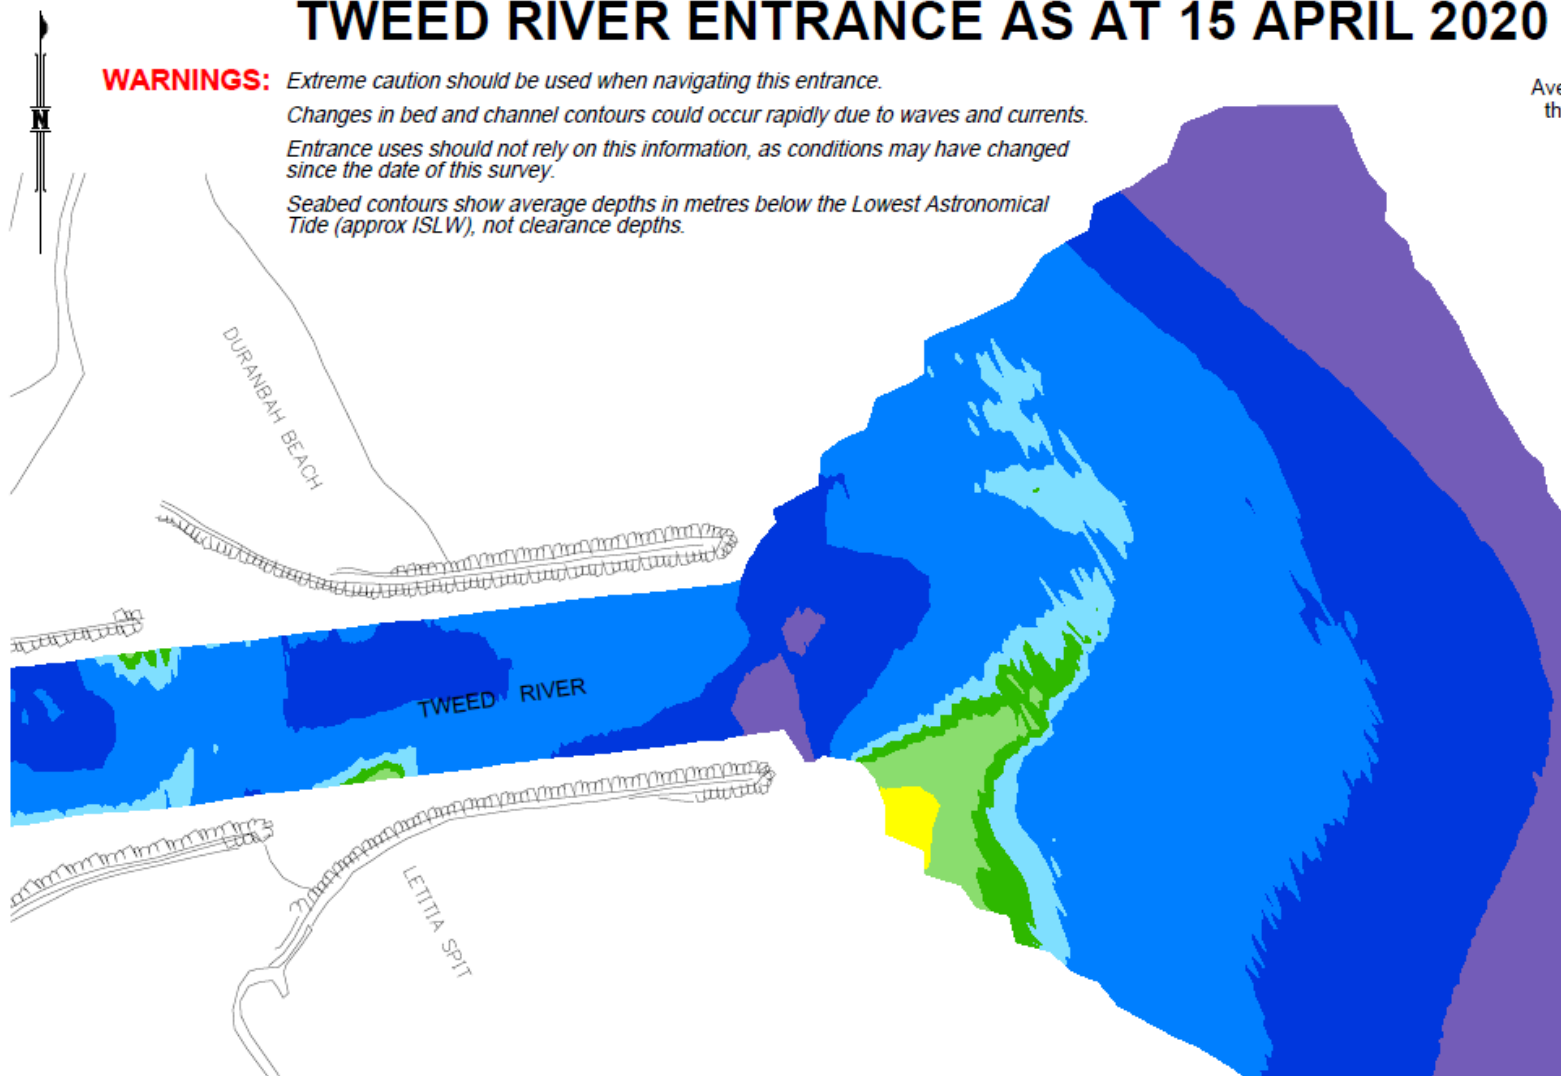 TWEED RIVER ENTRANCE AS AT 15 APRIL 2020
WARNINGS: Extreme caution should be used when navigating this entrance.
Changes in bed and channel contours could occur rapidly due to waves and currents.
Entrance uses should not rely on this information, as conditions may have changed
since the date of this survey.
Seabed contours show average depths in metres below the Lowest Astronomical
Tide (approx ISLW), not clearance depths.
Ave
th
N
DURANBAH BEACH
TWEED RIVER
LETITIA SPIT